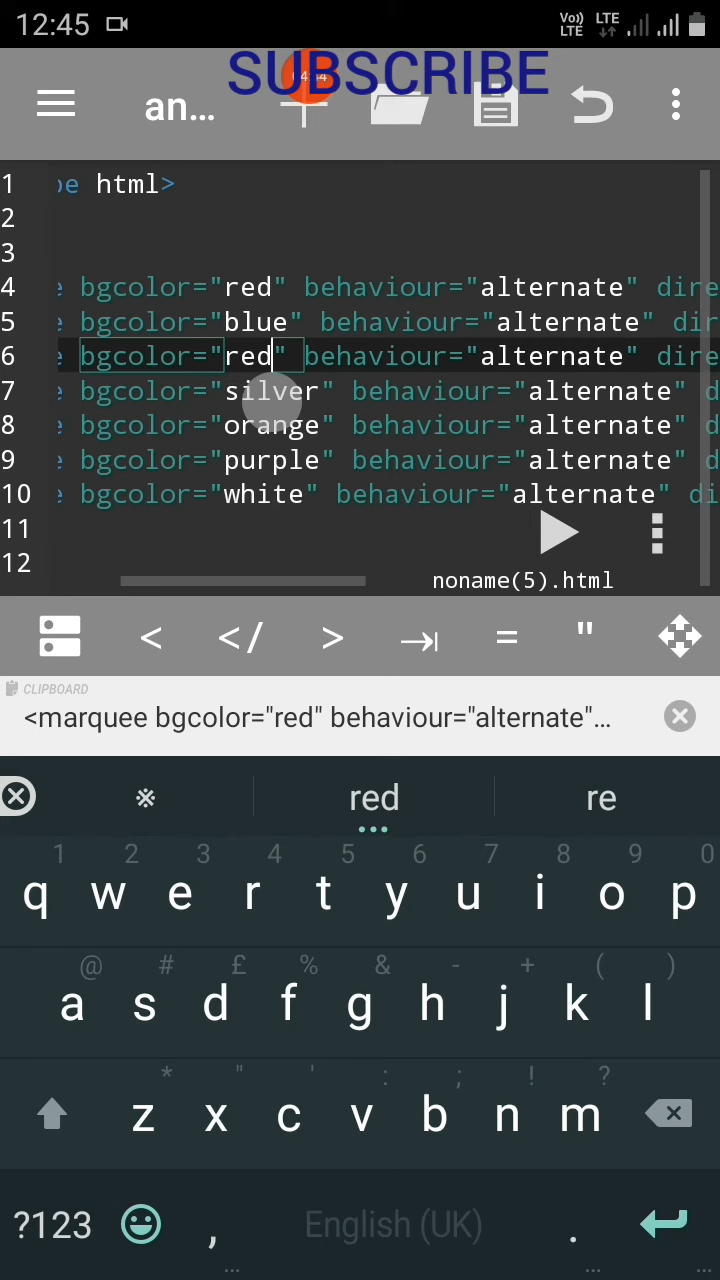 12:45 Vo)) LTE LTE
SUBSCRIBE
an...
1 pe html>
2
3
4 e bgcolor="red" behaviour="alternate" dire
5 e bgcolor="blue" behaviour="alternate" dir
6 e bgcolor="red" behaviour="alternate" dire
7 e bgcolor="silver" behaviour="alternate" d
8 e bgcolor="orange" behaviour="alternate" d
9 e bgcolor="purple" behaviour="alternate" d
10 e bgcolor="white" behaviour="alternate" di
11
12
noname(5).html
< </ > = "
CLIPBOARD
<marquee bgcolor="red" behaviour="alternate"...
※ red re
1 2 3 4 5 6 7 8 9 0
q w e r t y u i o p
@ # £ % & - + ( )
a s d f g h j k l
* " ' : ; ! ?
z x c v b n m
?123 , English (UK) .